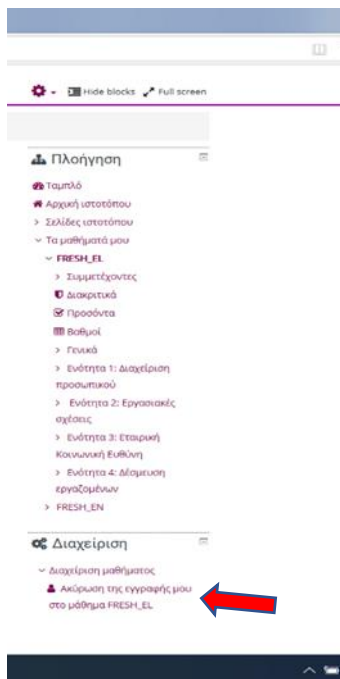 Hide blocks Full screen
Πλοήγηση
Ταμπλό
Αρχική ιστοτόπου
Σελίδες ιστοτόπου
Τα μαθήματά μου
FRESH_EL
Συμμετέχοντες
Διακριτικά
Προσόντα
Βαθμοί
Γενικά
Ενότητα 1: Διαχείριση
προσωπικού
Ενότητα 2: Εργασιακές
σχέσεις
Ενότητα 3: Εταιρική
Κοινωνική Ευθύνη
Ενότητα 4: Δέσμευση
εργαζομένων
FRESH_EN
Διαχείριση
Διαχείριση μαθήματος
Ακύρωση της εγγραφής μου
στο μάθημα FRESH_EL